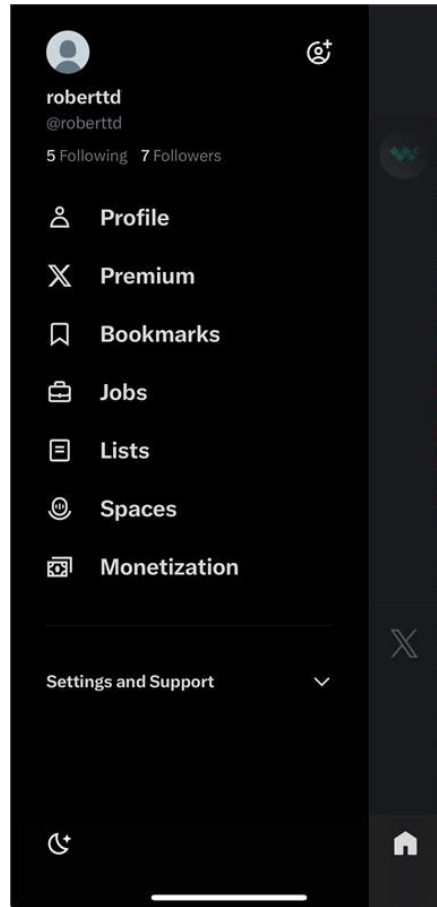 roberttd
@roberttd
5 Following 7 Followers
Profile
Premium
Bookmarks
Jobs
Lists
Spaces
Monetization
Settings and Support